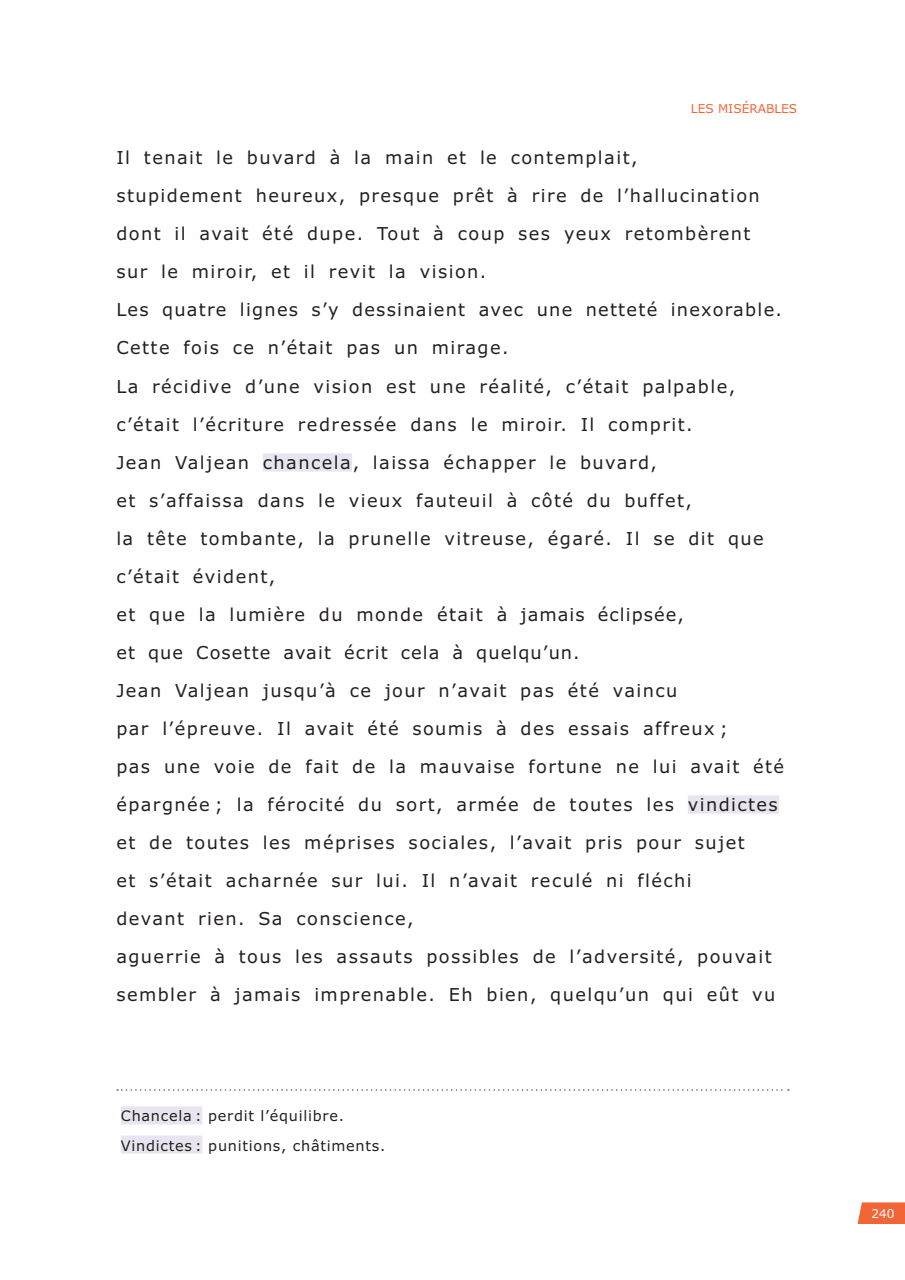 LES MISÉRABLES
Il tenait le buvard à la main et le contemplait,
stupidement heureux, presque prêt à rire de l’hallucination
dont il avait été dupe. Tout à coup ses yeux retombèrent
sur le miroir, et il revit la vision.
Les quatre lignes s’y dessinaient avec une netteté inexorable.
Cette fois ce n’était pas un mirage.
La récidive d’une vision est une réalité, c’était palpable,
c’était l’écriture redressée dans le miroir. Il comprit.
Jean Valjean chancela, laissa échapper le buvard,
et s’affaissa dans le vieux fauteuil à côté du buffet,
la tête tombante, la prunelle vitreuse, égaré. Il se dit que
c’était évident,
et que la lumière du monde était à jamais éclipsée,
et que Cosette avait écrit cela à quelqu’un.
Jean Valjean jusqu’à ce jour n’avait pas été vaincu
par l’épreuve. Il avait été soumis à des essais affreux ;
pas une voie de fait de la mauvaise fortune ne lui avait été
épargnée ; la férocité du sort, armée de toutes les vindictes
et de toutes les méprises sociales, l’avait pris pour sujet
et s’était acharnée sur lui. Il n’avait reculé ni fléchi
devant rien. Sa conscience,
aguerrie à tous les assauts possibles de l’adversité, pouvait
sembler à jamais imprenable. Eh bien, quelqu’un qui eût vu
Chancela : perdit l’équilibre.
Vindictes : punitions, châtiments.
240